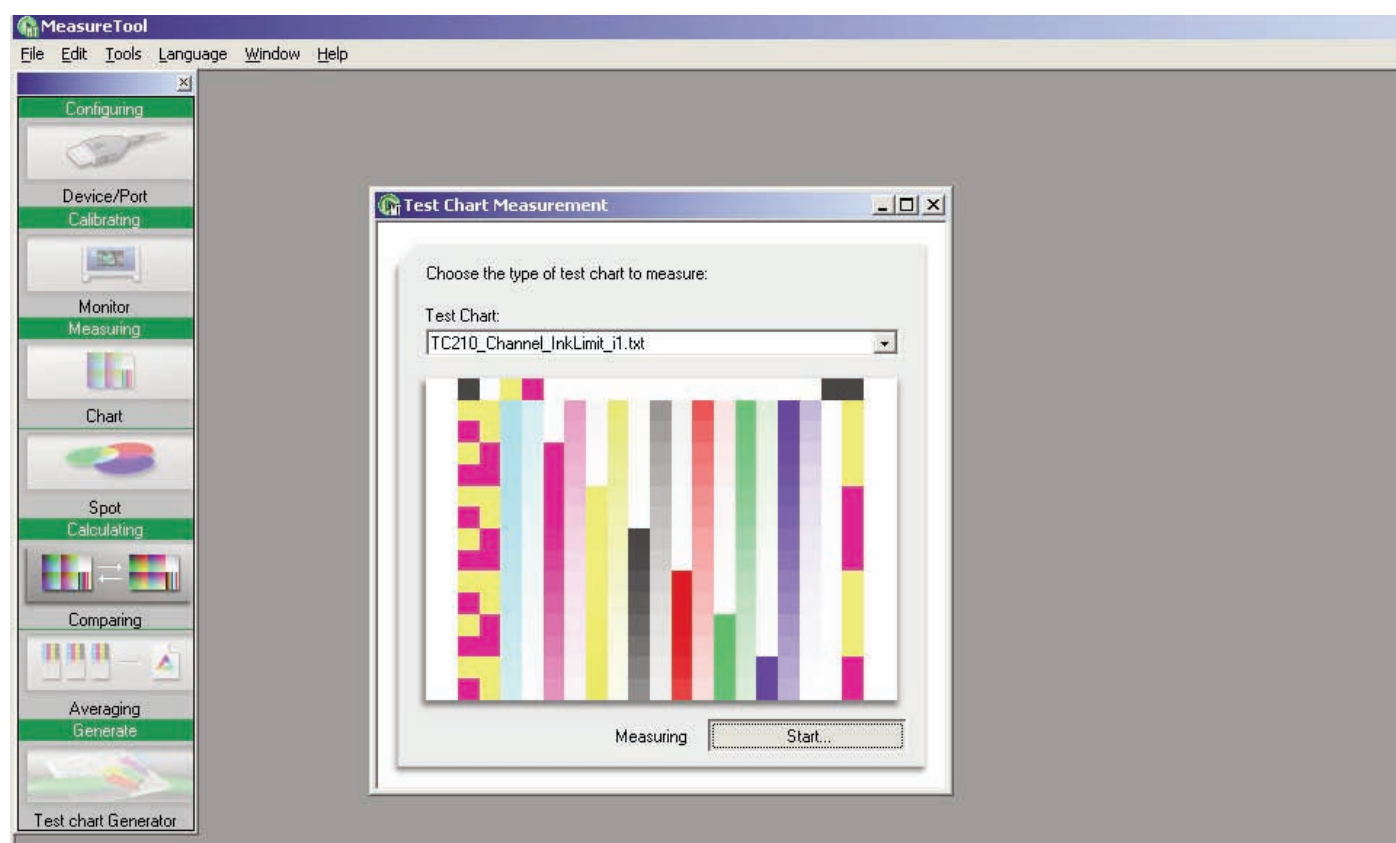 MeasureTool
File Edit Tools Language Window Help
Configuring
Device/Port
Calibrating
Monitor
Measuring
Chart
Spot
Calculating
Comparing
Averaging
Generate
Test chart Generator
Test Chart Measurement
Choose the type of test chart to measure:
Test Chart:
TC210_Channel_InkLimit_i1.txt
Measuring Start...